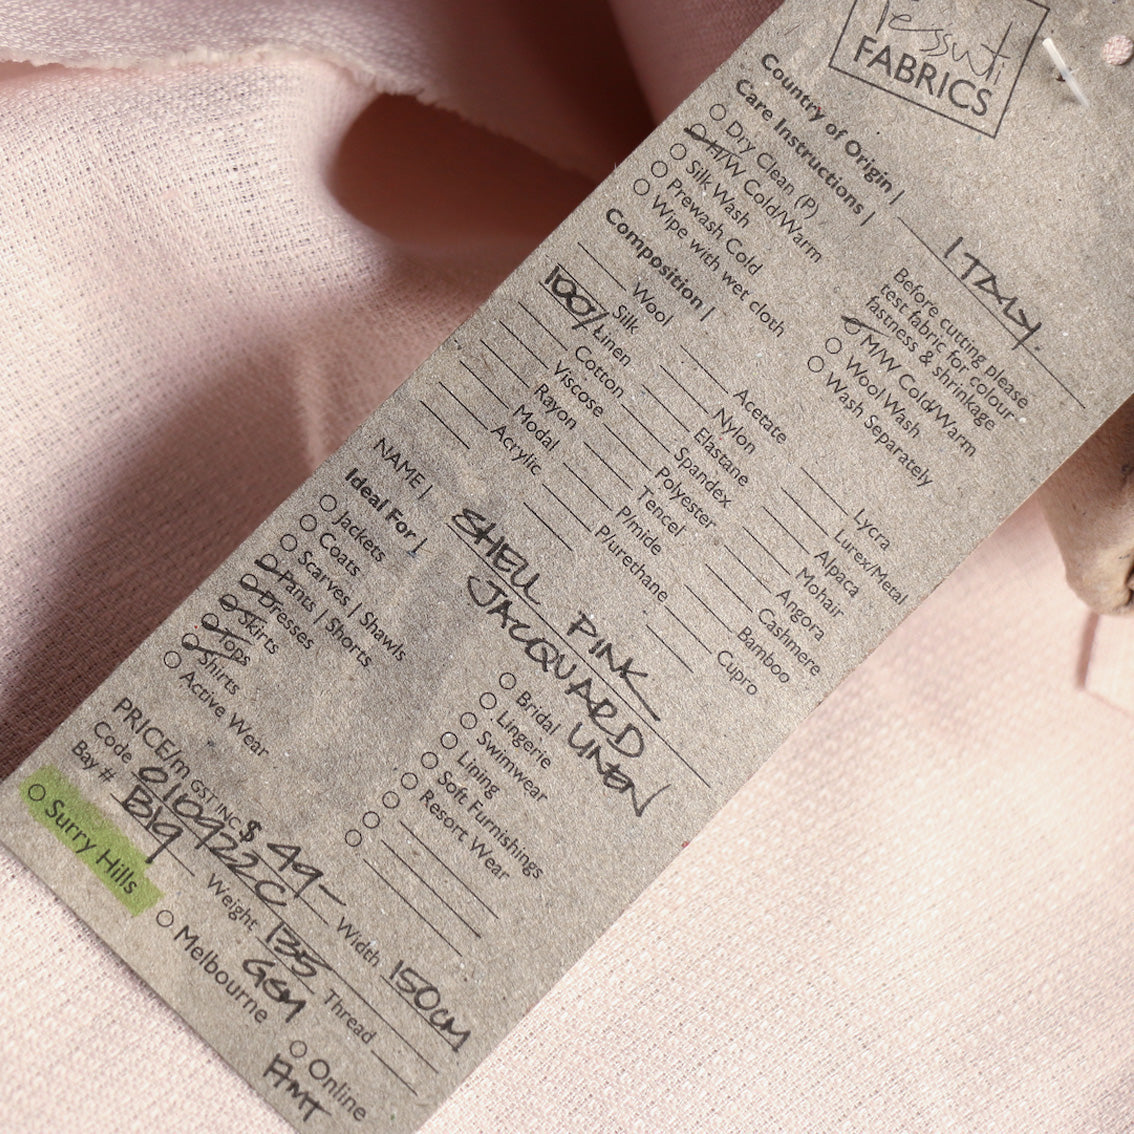 Tessuti
FABRICS
Country of Origin | ITALY.
Care Instructions |
Dry Clean (P)
H/W Cold/Warm
Silk Wash
Prewash Cold
Wipe with wet cloth
Before cutting please
test fabric for colour
fastness & shrinkage
M/W Cold/Warm
Wool Wash
Wash Separately
Composition |
Wool
Silk
100% Linen
Cotton
Viscose
Rayon
Modal
Acrylic
Acetate
Nylon
Elastane
Spandex
Polyester
Tencel
P/mide
P/urethane
Lycra
Lurex/Metal
Alpaca
Mohair
Angora
Cashmere
Bamboo
Cupro
NAME | SHELL PINK
JACQUARD
LINEN
Ideal For |
Jackets
Coats
Scarves | Shawls
Pants | Shorts
Dresses
Skirts
Tops
Shirts
Active Wear
Bridal
Lingerie
Swimwear
Lining
Soft Furnishings
Resort Wear
PRICE/m GST INC $ 49- Width 150cm
Code 010922C Weight 135 GSM Thread
Bay # B19
Surry Hills
Melbourne
Online